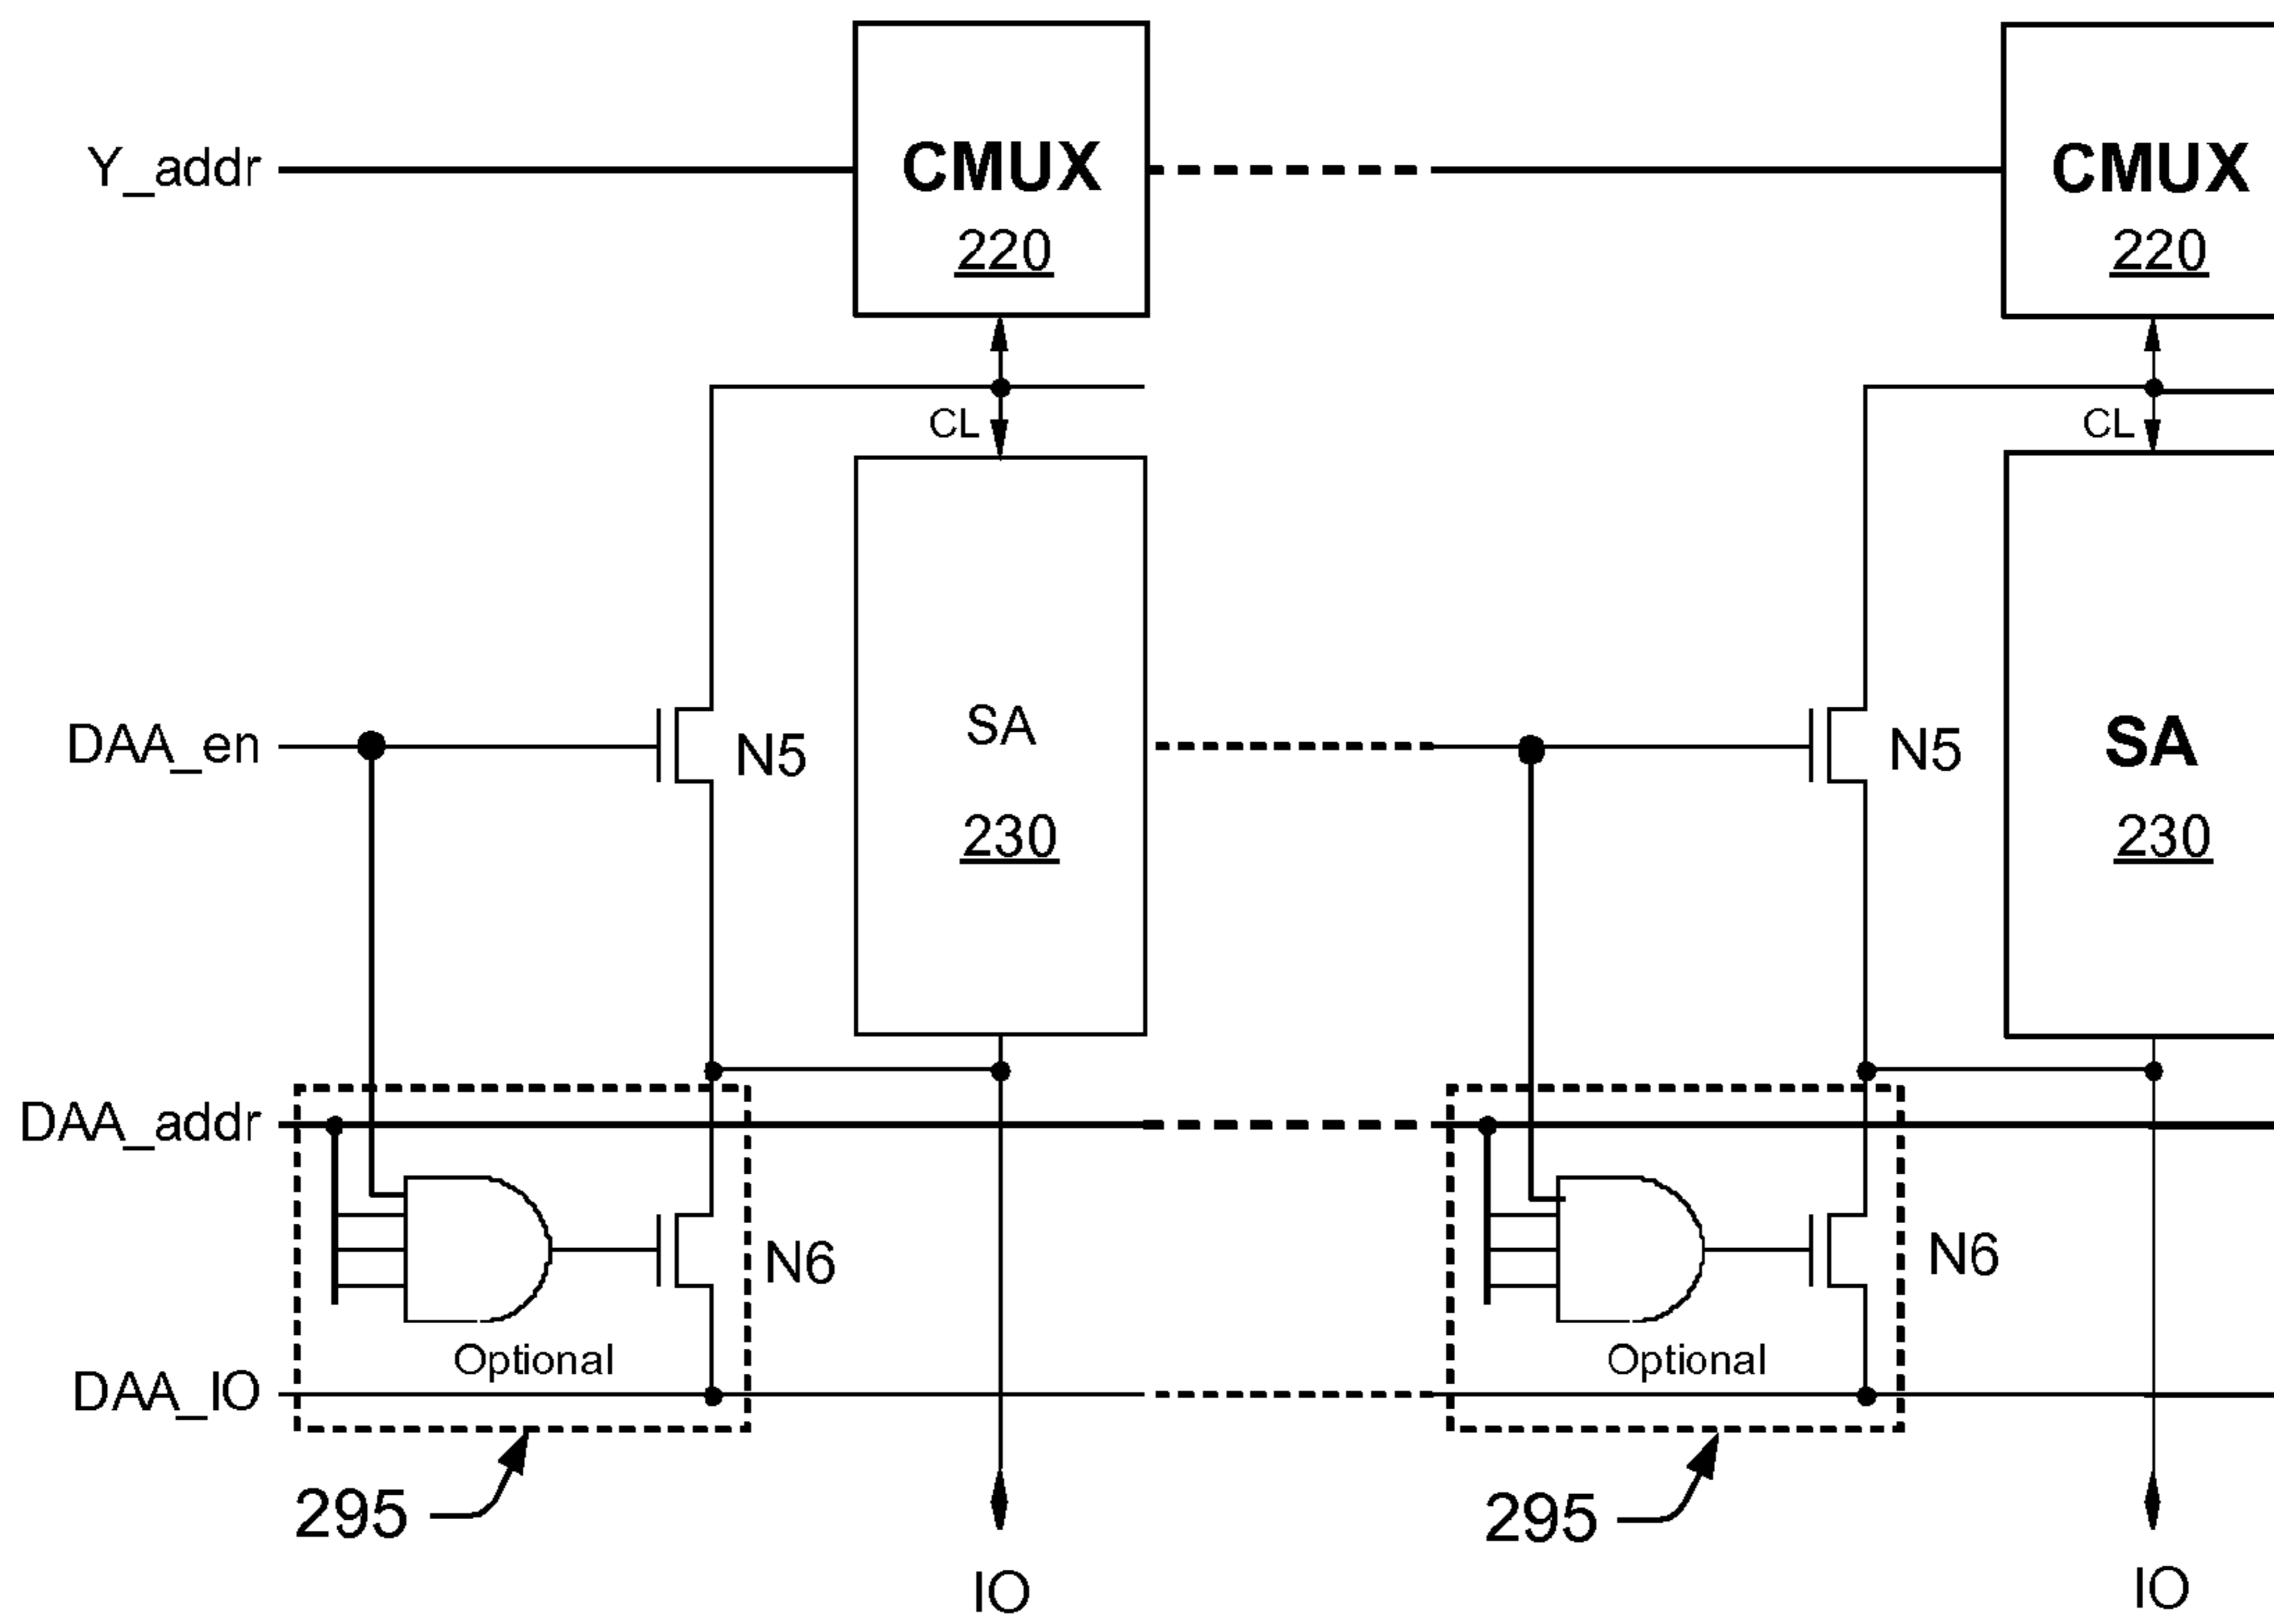 Y_addr
CMUX
220
CMUX
220
CL
CL
DAA_en
N5
SA
230
N5
SA
230
DAA_addr
N6
N6
Optional
Optional
DAA_IO
295
295
IO
IO